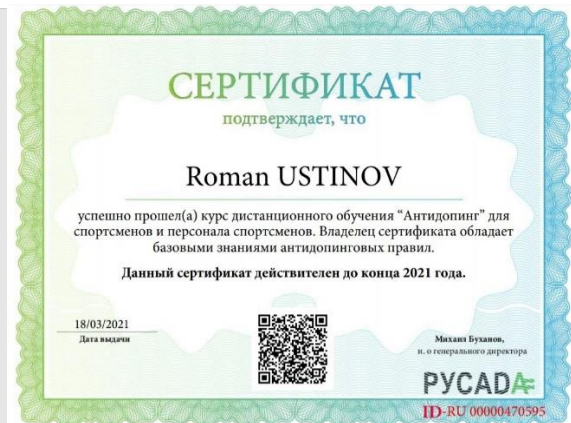 СЕРТИФИКАТ
подтверждает, что
Roman USTINOV
успешно прошел(а) курс дистанционного обучения "Антидопинг" для
спортсменов и персонала спортсменов. Владелец сертификата обладает
базовыми знаниями антидопинговых правил.
Данный сертификат действителен до конца 2021 года.
18/03/2021
Дата выдачи
Михаил Буханов,
и. о генерального директора
РУСАDА
ID-RU 00000470595